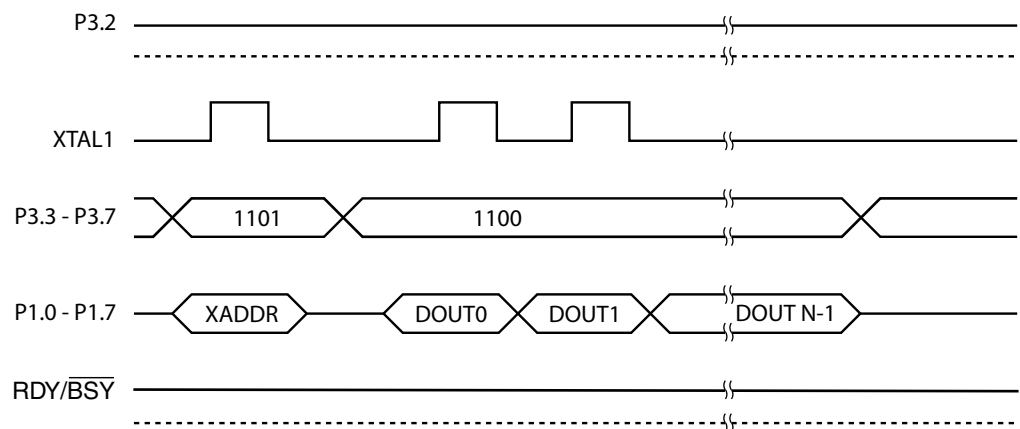 P3.2
XTAL1
P3.3 - P3.7 1101 1100
P1.0 - P1.7 XADDR DOUT0 DOUT1 DOUT N-1
RDY/B̅S̅Y̅